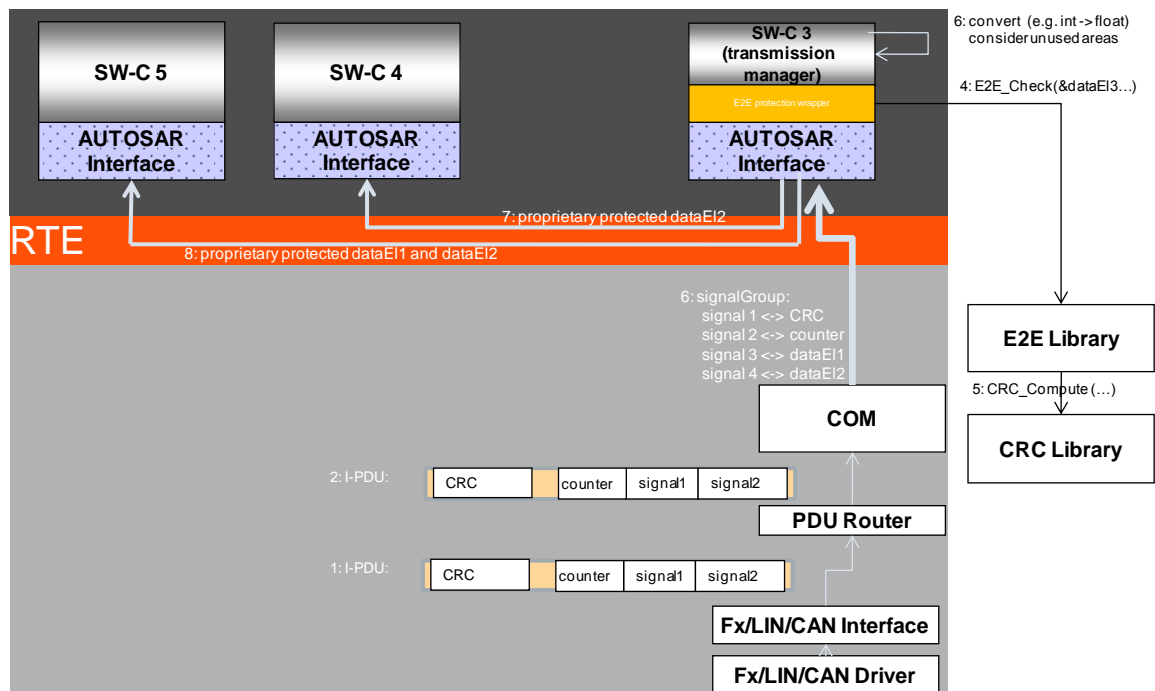 SW-C 5
AUTOSAR
Interface
SW-C 4
AUTOSAR
Interface
SW-C 3
(transmission
manager)
E2E protection wrapper
AUTOSAR
Interface
6: convert (e.g. int->float)
consider unused areas
4: E2E_Check(&dataEl3...)
7: proprietary protected dataEl2
RTE
8: proprietary protected dataEl1 and dataEl2
6: signalGroup:
signal 1 <-> CRC
signal 2 <-> counter
signal 3 <-> dataEl1
signal 4 <-> dataEl2
E2E Library
5: CRC_Compute (...)
CRC Library
COM
2: I-PDU:
CRC
counter
signal1
signal2
PDU Router
1: I-PDU:
CRC
counter
signal1
signal2
Fx/LIN/CAN Interface
Fx/LIN/CAN Driver